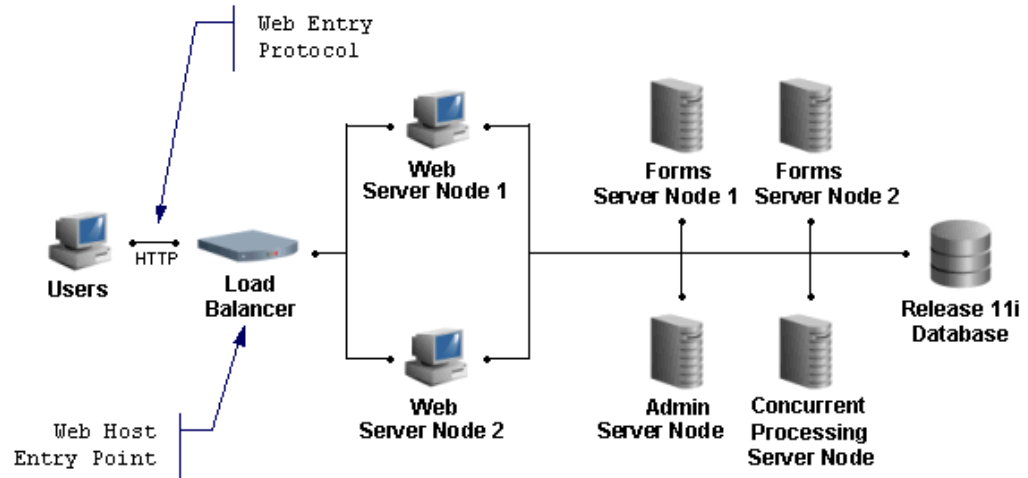 Web Entry
Protocol
Web
Server Node 1
Forms
Server Node 1
Forms
Server Node 2
HTTP
Users
Load
Balancer
Release 11i
Database
Web
Server Node 2
Admin
Server Node
Concurrent
Processing
Server Node
Web Host
Entry Point